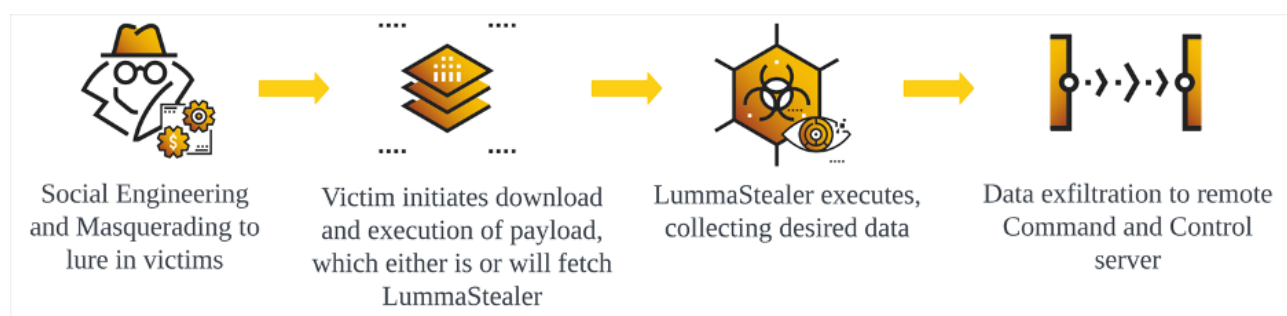 Social Engineering
and Masquerading to
lure in victims
Victim initiates download
and execution of payload,
which either is or will fetch
LummaStealer
LummaStealer executes,
collecting desired data
Data exfiltration to remote
Command and Control
server